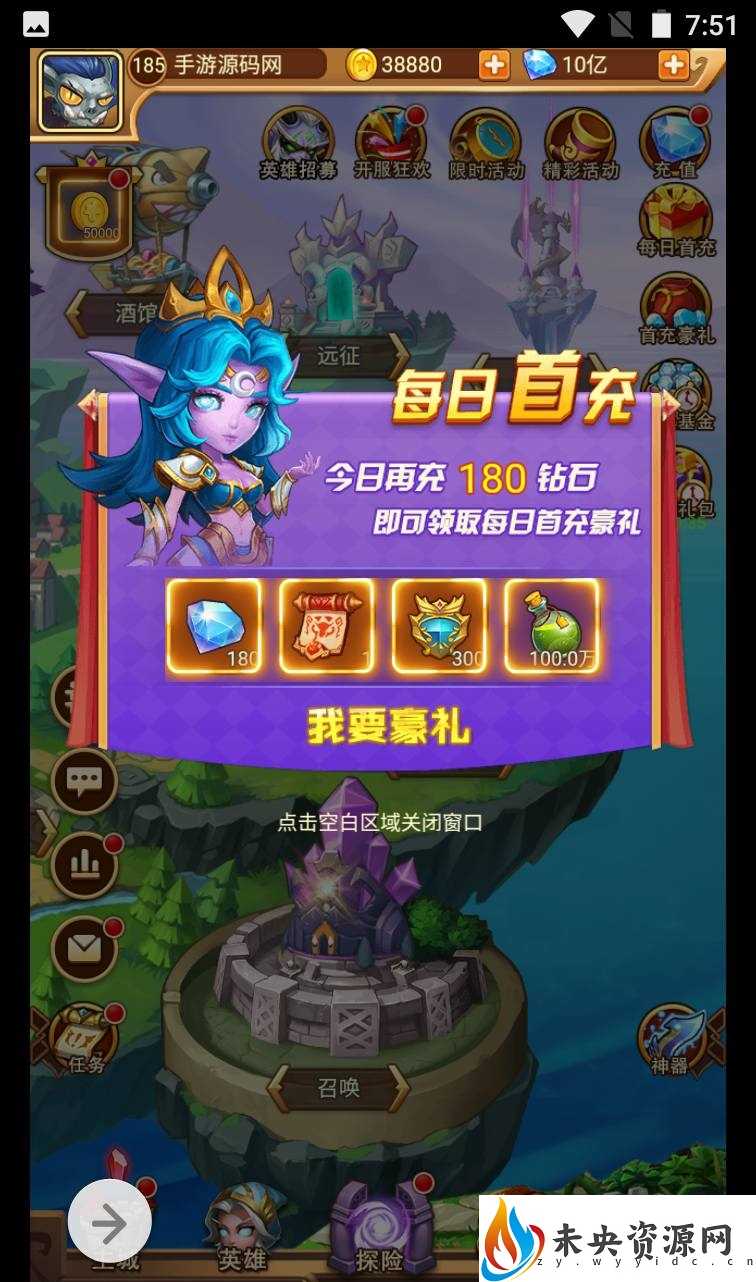 7:51
185 手游源码网 38880 10亿
英雄招募 开服狂欢 限时活动 精彩活动 充值
50000
每日首充
酒馆
首充豪礼
远征
每日首充
基金
今日再充 180 钻石
礼包
即可领取每日首充豪礼
180 1 300 100.0万
我要豪礼
点击空白区域关闭窗口
任务
神器
召唤
主城 英雄 探险
未央资源网
zy.wyyidc.cn